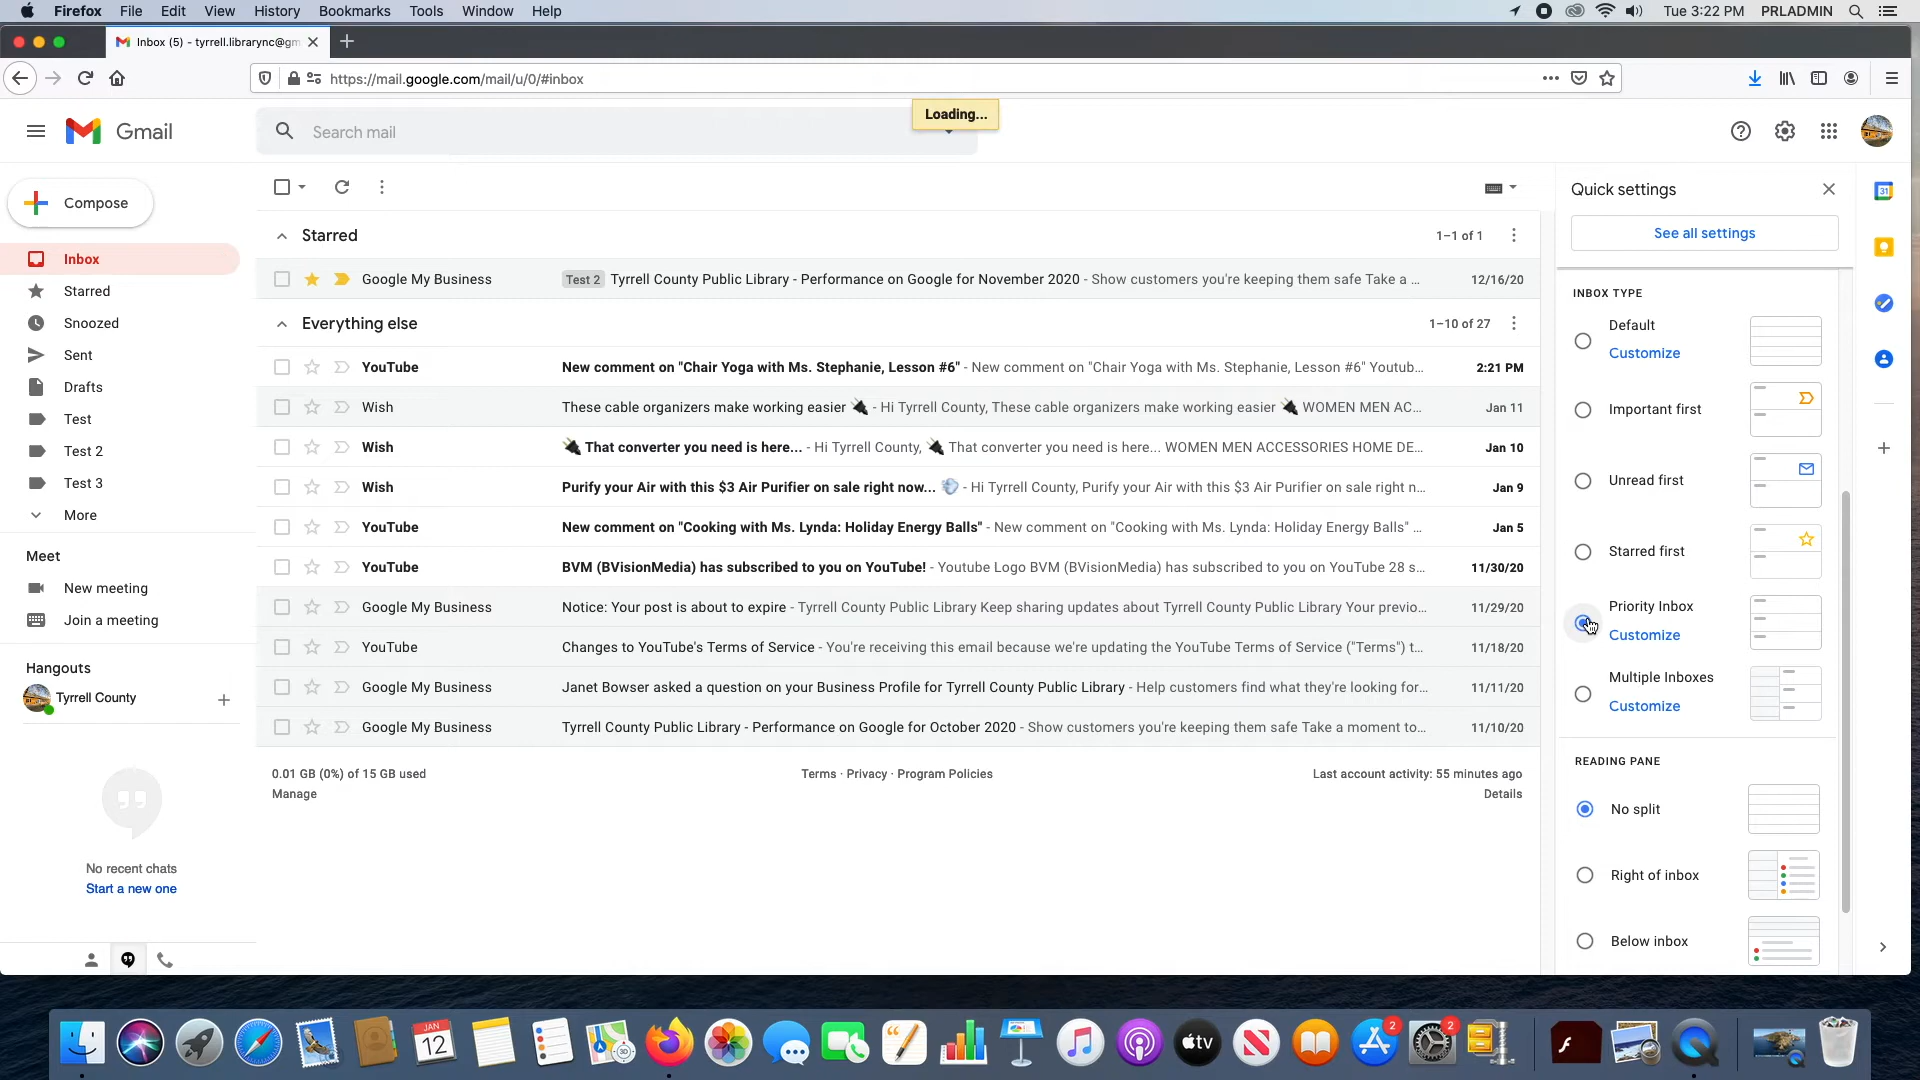 Firefox File Edit View History Bookmarks Tools Window Help Tue 3:22 PM PRLADMIN
Inbox (5) - tyrrell.librarync@gm
https://mail.google.com/mail/u/0/#inbox
Loading...
Gmail Search mail
Compose
Inbox
Starred
Snoozed
Sent
Drafts
Test
Test 2
Test 3
More
Meet
New meeting
Join a meeting
Hangouts
Tyrrell County
No recent chats
Start a new one
Starred 1–1 of 1
Google My Business Test 2 Tyrrell County Public Library - Performance on Google for November 2020 - Show customers you're keeping them safe Take a ... 12/16/20
Everything else 1–10 of 27
YouTube New comment on "Chair Yoga with Ms. Stephanie, Lesson #6" - New comment on "Chair Yoga with Ms. Stephanie, Lesson #6" Youtub... 2:21 PM
Wish These cable organizers make working easier 🔌 - Hi Tyrrell County, These cable organizers make working easier 🔌 WOMEN MEN AC... Jan 11
Wish 🔌 That converter you need is here... - Hi Tyrrell County, 🔌 That converter you need is here... WOMEN MEN ACCESSORIES HOME DE... Jan 10
Wish Purify your Air with this $3 Air Purifier on sale right now... 💨 - Hi Tyrrell County, Purify your Air with this $3 Air Purifier on sale right n... Jan 9
YouTube New comment on "Cooking with Ms. Lynda: Holiday Energy Balls" - New comment on "Cooking with Ms. Lynda: Holiday Energy Balls" ... Jan 5
YouTube BVM (BVisionMedia) has subscribed to you on YouTube! - Youtube Logo BVM (BVisionMedia) has subscribed to you on YouTube 28 s... 11/30/20
Google My Business Notice: Your post is about to expire - Tyrrell County Public Library Keep sharing updates about Tyrrell County Public Library Your previo... 11/29/20
YouTube Changes to YouTube's Terms of Service - You're receiving this email because we're updating the YouTube Terms of Service ("Terms") t... 11/18/20
Google My Business Janet Bowser asked a question on your Business Profile for Tyrrell County Public Library - Help customers find what they're looking for... 11/11/20
Google My Business Tyrrell County Public Library - Performance on Google for October 2020 - Show customers you're keeping them safe Take a moment to... 11/10/20
0.01 GB (0%) of 15 GB used Terms · Privacy · Program Policies Last account activity: 55 minutes ago
Manage Details
Quick settings
See all settings
INBOX TYPE
Default
Customize
Important first
Unread first
Starred first
Priority Inbox
Customize
Multiple Inboxes
Customize
READING PANE
No split
Right of inbox
Below inbox
31
JAN
12
3D
tv
2
2